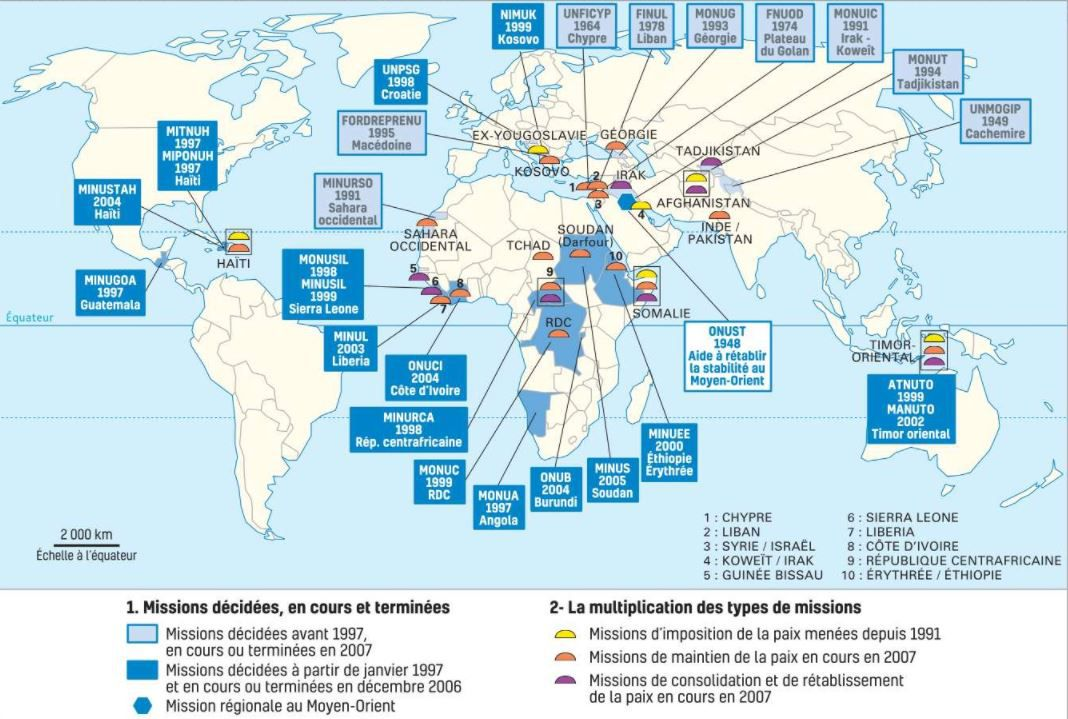 NIMUK
1999
Kosovo
UNFICYP
1964
Chypre
FINUL
1978
Liban
MONUG
1993
Géorgie
FNUOD
1974
Plateau
du Golan
MONUIC
1991
Irak -
Koweït
MONUT
1994
Tadjikistan
UNMOGIP
1949
Cachemire
UNPSG
1998
Croatie
FORDREPRENU
1995
Macédoine
MITNUH
1997
MIPONUH
1997
Haïti
MINUSTAH
2004
Haïti
MINURSO
1991
Sahara
occidental
EX-YOUGOSLAVIE
GÉORGIE
KOSOVO
TADJIKISTAN
IRAK
1
2
3
4
AFGHANISTAN
INDE /
PAKISTAN
SAHARA
OCCIDENTAL
TCHAD
SOUDAN
(Darfour)
HAÏTI
5
6
7
8
9
10
SOMALIE
RDC
TIMOR-
ORIENTAL
MINUGOA
1997
Guatemala
MONUSIL
1998
MINUSIL
1999
Sierra Leone
Équateur
MINUL
2003
Liberia
ONUCI
2004
Côte d'Ivoire
MINURCA
1998
Rép. centrafricaine
MONUC
1999
RDC
MONUA
1997
Angola
ONUB
2004
Burundi
MINUS
2005
Soudan
MINUEE
2000
Éthiopie
Érythrée
ONUST
1948
Aide à rétablir
la stabilité au
Moyen-Orient
ATNUTO
1999
MANUTO
2002
Timor oriental
2 000 km
Échelle à l'équateur
1 : CHYPRE
2 : LIBAN
3 : SYRIE / ISRAËL
4 : KOWEÏT / IRAK
5 : GUINÉE BISSAU
6 : SIERRA LEONE
7 : LIBERIA
8 : CÔTE D'IVOIRE
9 : RÉPUBLIQUE CENTRAFRICAINE
10 : ÉRYTHRÉE / ÉTHIOPIE
1. Missions décidées, en cours et terminées
Missions décidées avant 1997,
en cours ou terminées en 2007
Missions décidées à partir de janvier 1997
et en cours ou terminées en décembre 2006
Mission régionale au Moyen-Orient
2- La multiplication des types de missions
Missions d'imposition de la paix menées depuis 1991
Missions de maintien de la paix en cours en 2007
Missions de consolidation et de rétablissement
de la paix en cours en 2007